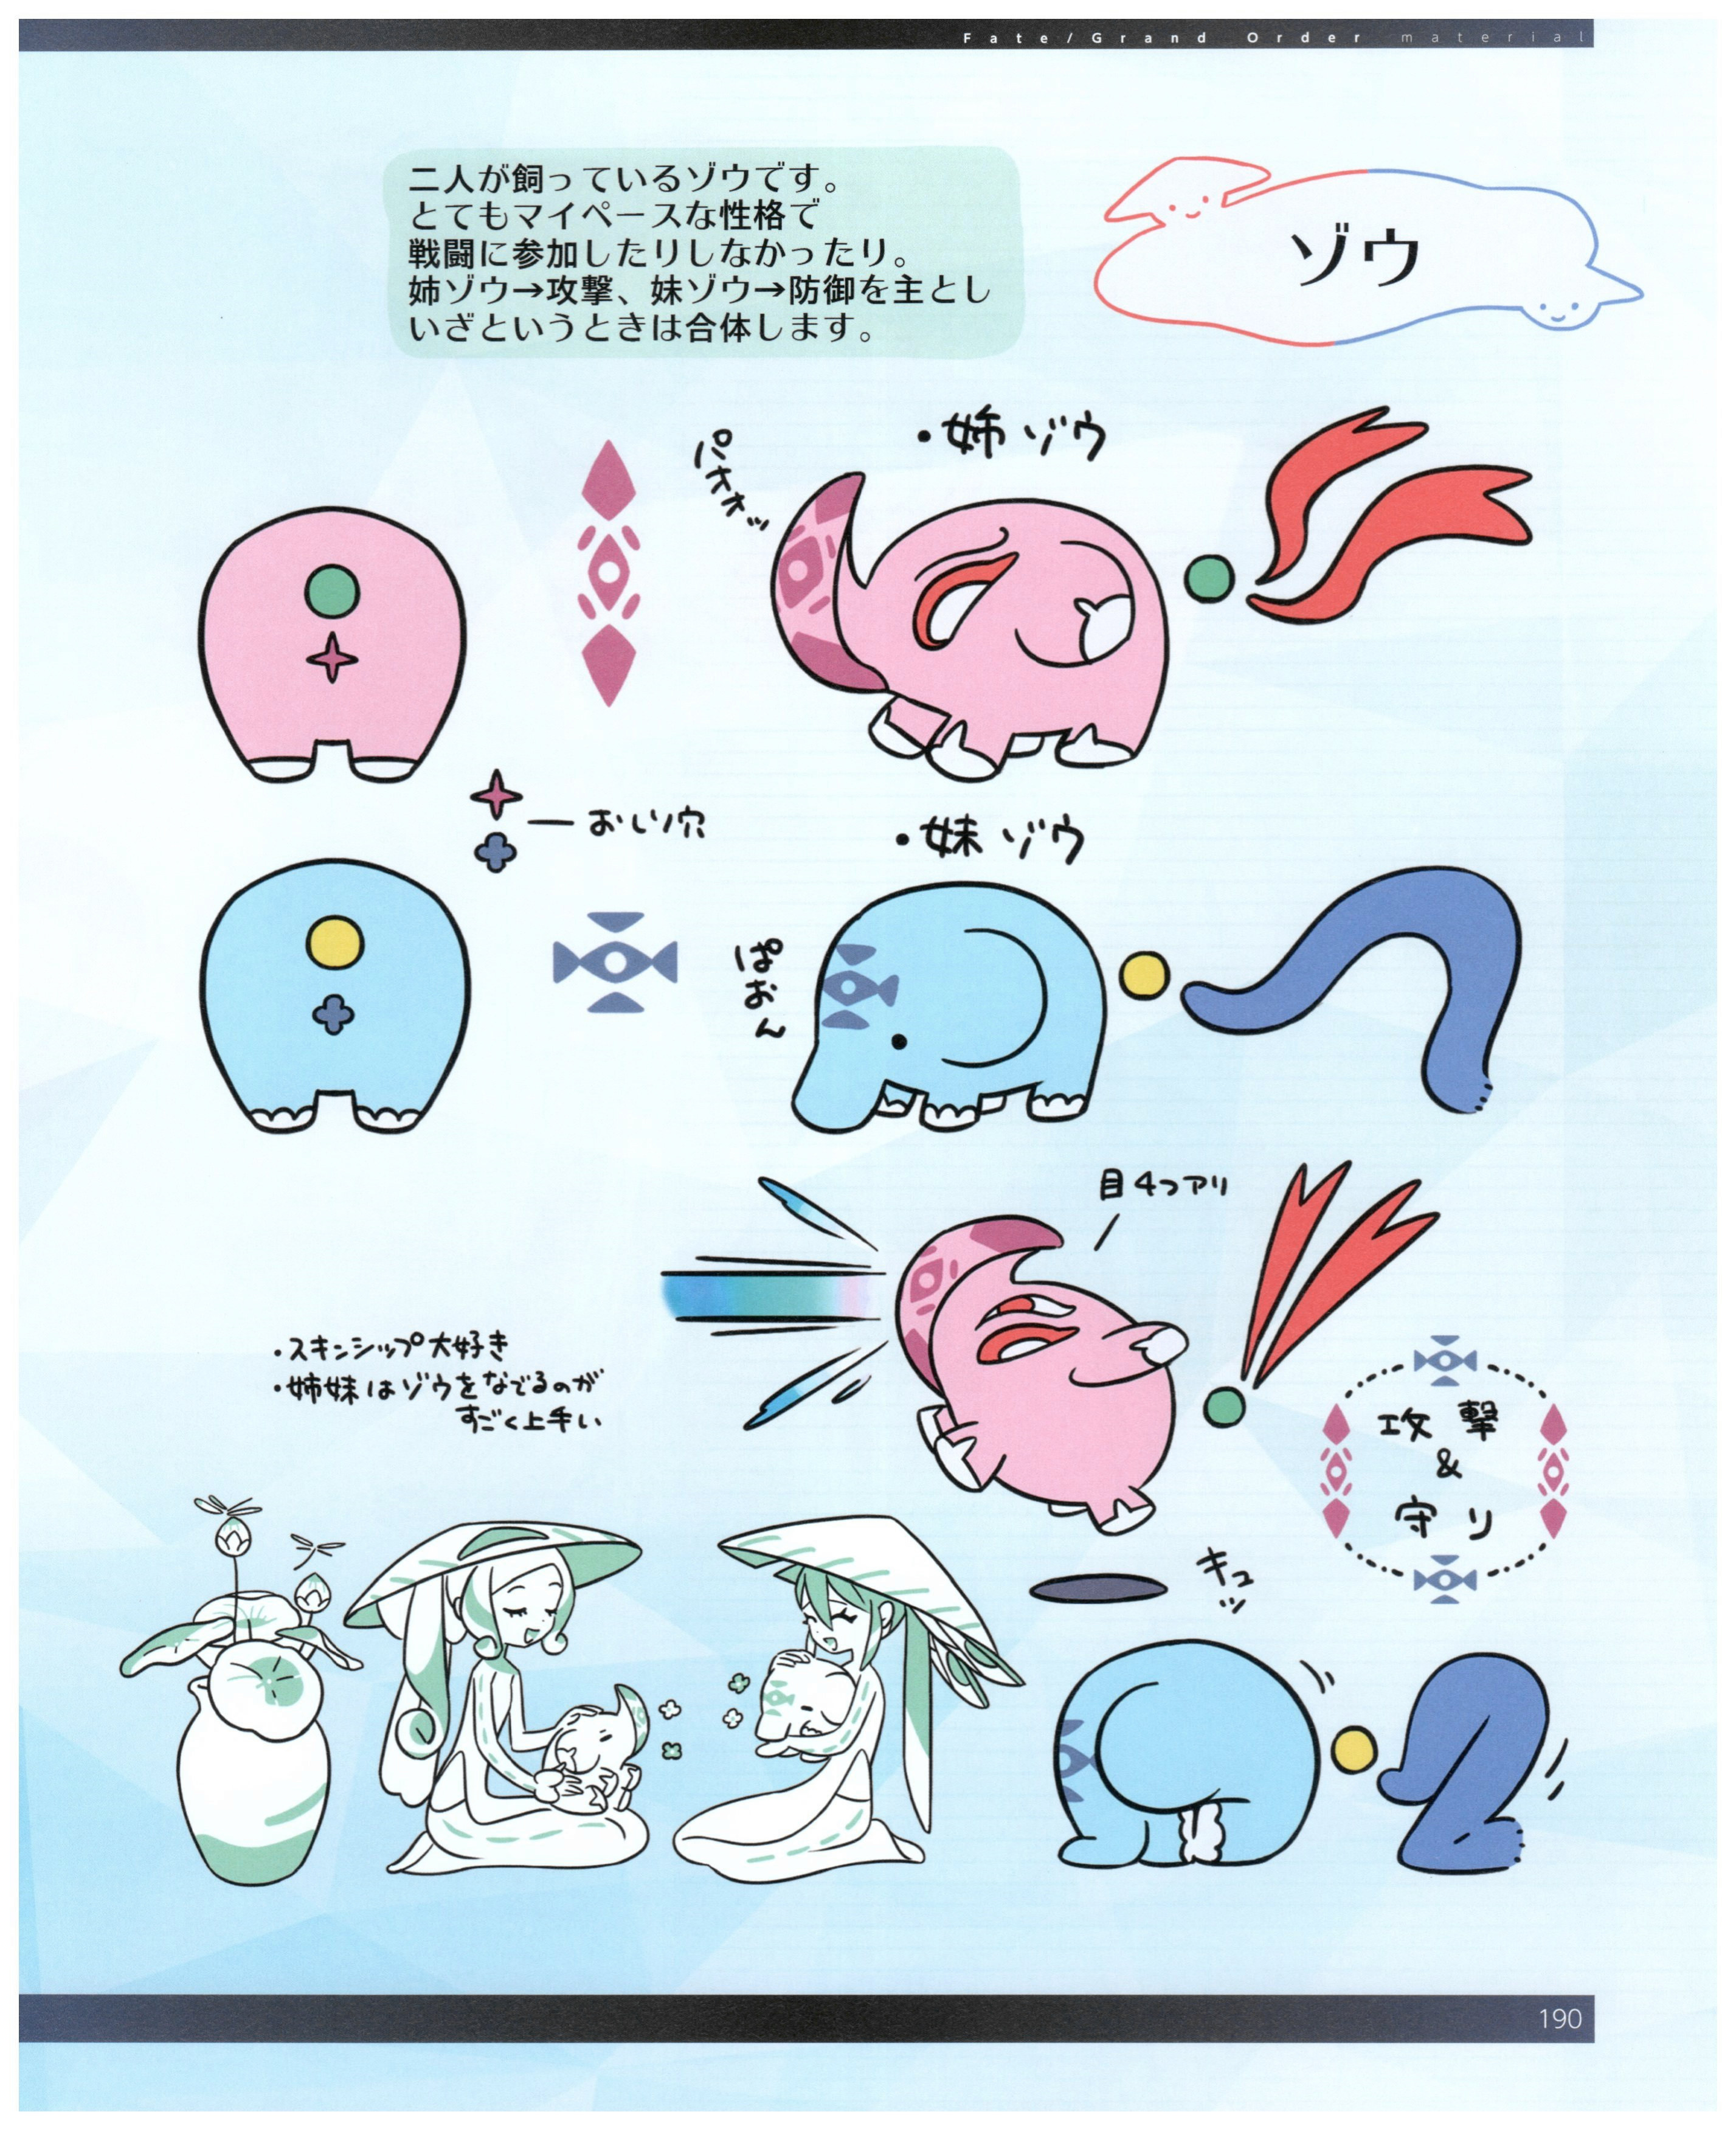 Fate/Grand Order material
ゾウ
二人が飼っているゾウです。
とてもマイペースな性格で
戦闘に参加したりしなかったり。
姉ゾウ→攻撃、妹ゾウ→防御を主とし
いざというときは合体します。
・姉ゾウ
パオオッ
おしり穴
・妹ゾウ
ぱおん
目4つアリ
・スキンシップ大好き
・姉妹はゾウをなでるのが
すごく上手い
攻撃
&
守り
キュッ
190